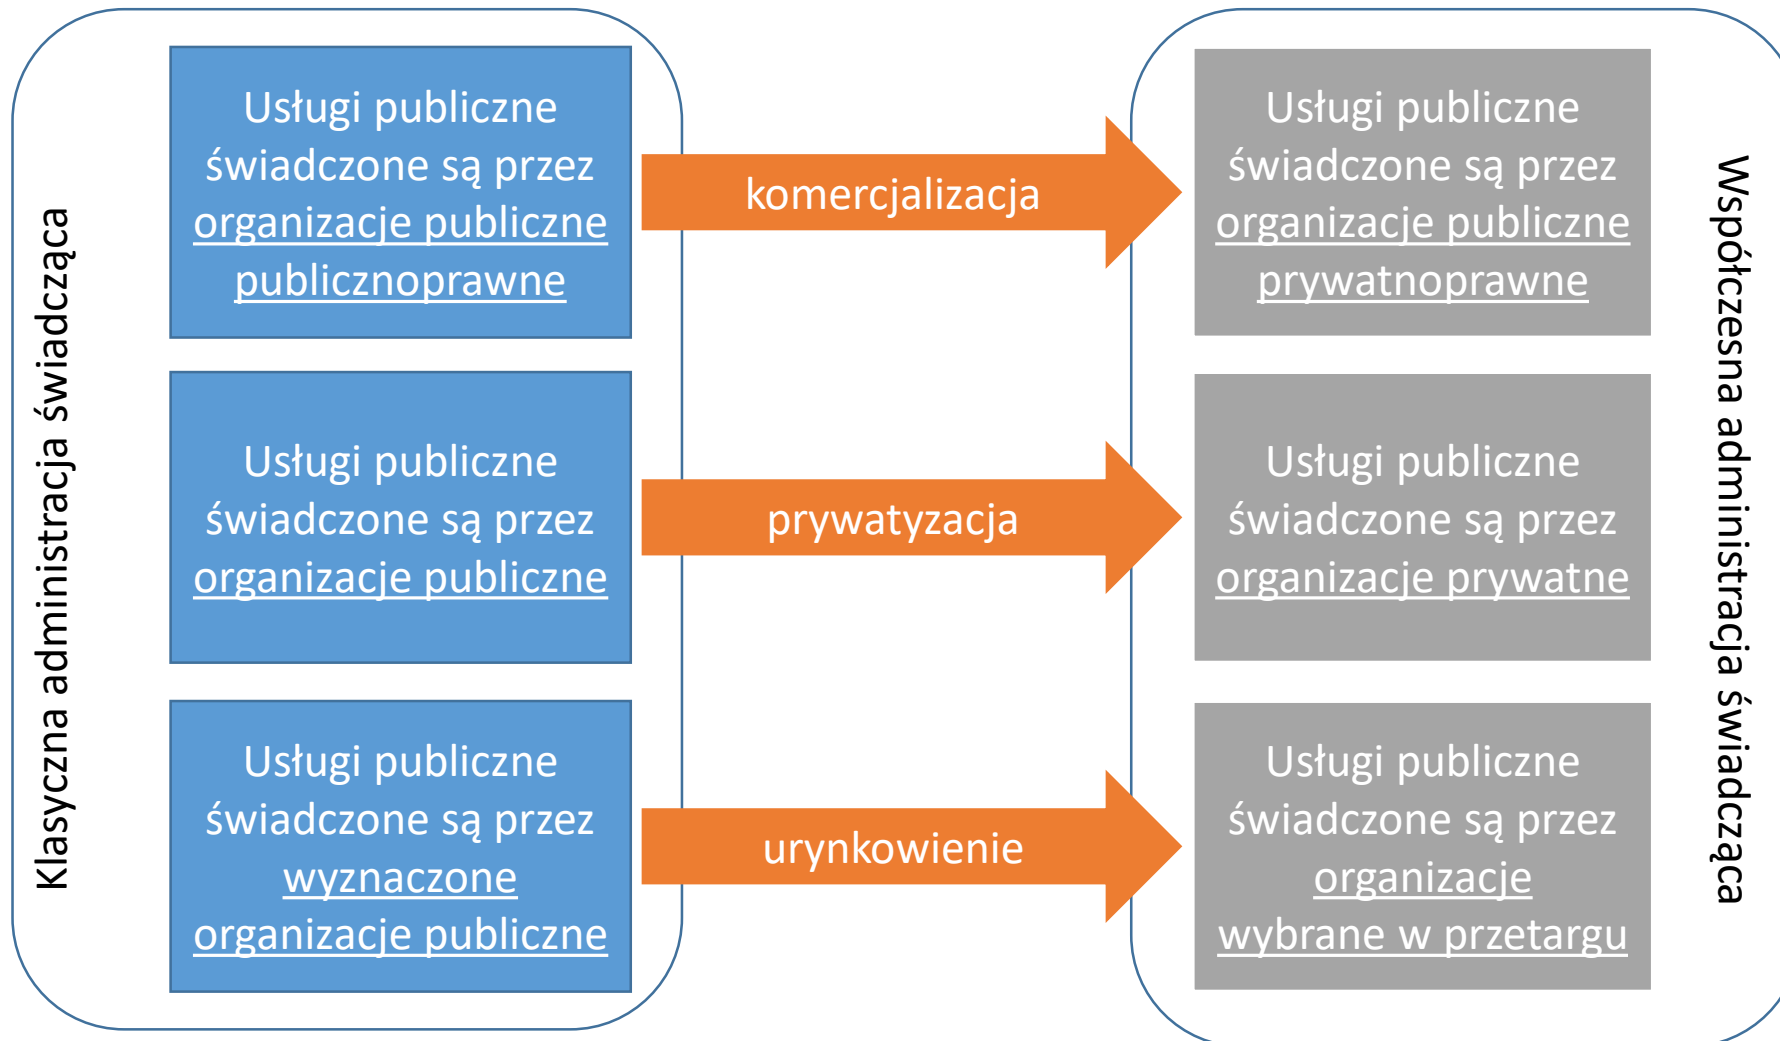 Klasyczna administracja świadcząca
Usługi publiczne
świadczone są przez
organizacje publiczne
publicznoprawne
komercjalizacja
Usługi publiczne
świadczone są przez
organizacje publiczne
prywatnoprawne
Usługi publiczne
świadczone są przez
organizacje publiczne
prywatyzacja
Usługi publiczne
świadczone są przez
organizacje prywatne
Usługi publiczne
świadczone są przez
wyznaczone
organizacje publiczne
urynkowienie
Usługi publiczne
świadczone są przez
organizacje
wybrane w przetargu
Współczesna administracja świadcząca